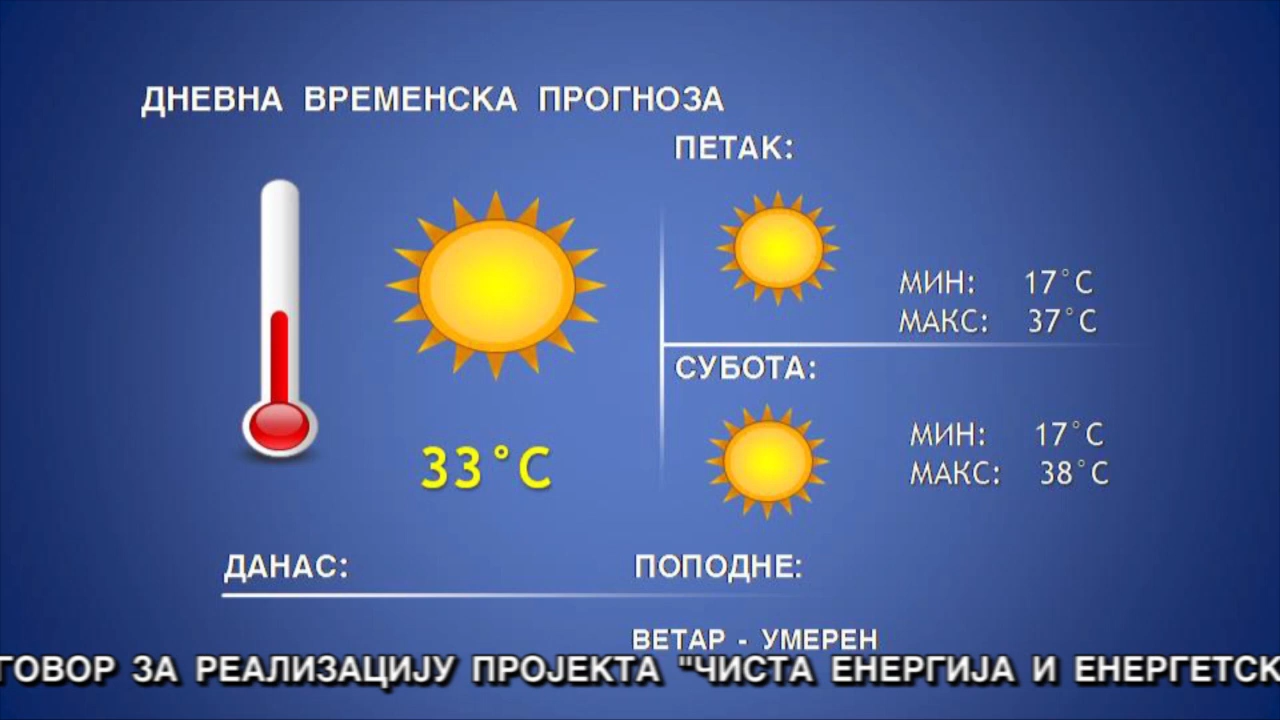 ДНЕВНА ВРЕМЕНСКА ПРОГНОЗА
ПЕТАК:
МИН: 17°C
МАКС: 37°C
СУБОТА:
МИН: 17°C
МАКС: 38°C
33°C
ДАНАС:
ПОПОДНЕ:
ВЕТАР - УМЕРЕН
ГОВОР ЗА РЕАЛИЗАЦИЈУ ПРОЈЕКТА "ЧИСТА ЕНЕРГИЈА И ЕНЕРГЕТСК